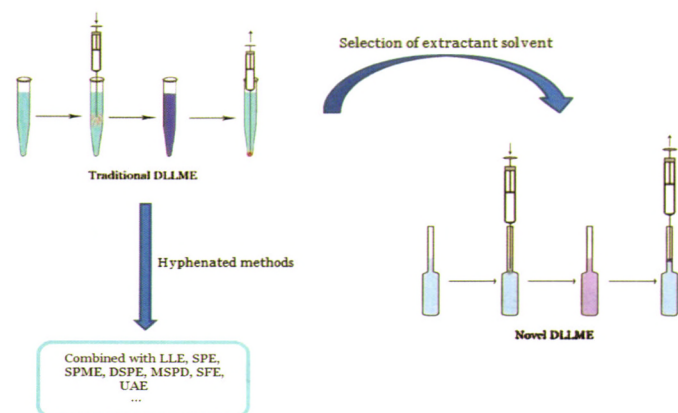 Selection of extractant solvent
Traditional DLLME
Hyphenated methods
Novel DLLME
Combined with LLE, SPE,
SPME, DSPE, MSPD, SFE,
UAE
...